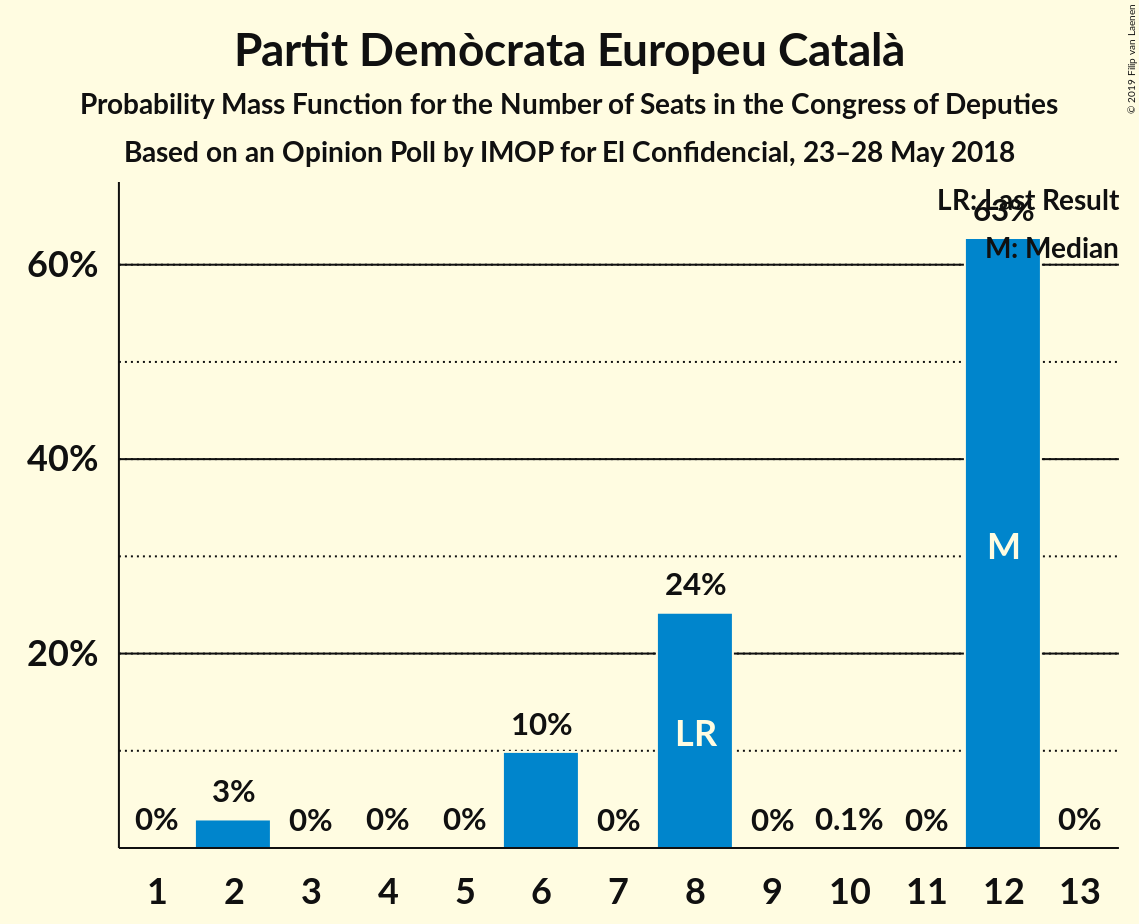 Partit Demòcrata Europeu Català
Probability Mass Function for the Number of Seats in the Congress of Deputies
Based on an Opinion Poll by IMOP for El Confidencial, 23–28 May 2018
© 2019 Filip van Laenen
LR: Last Result
63%
M: Median
60%
M
40%
24%
20%
LR
10%
3%
0% 0% 0% 0% 0% 0% 0.1% 0% 0%
1 2 3 4 5 6 7 8 9 10 11 12 13